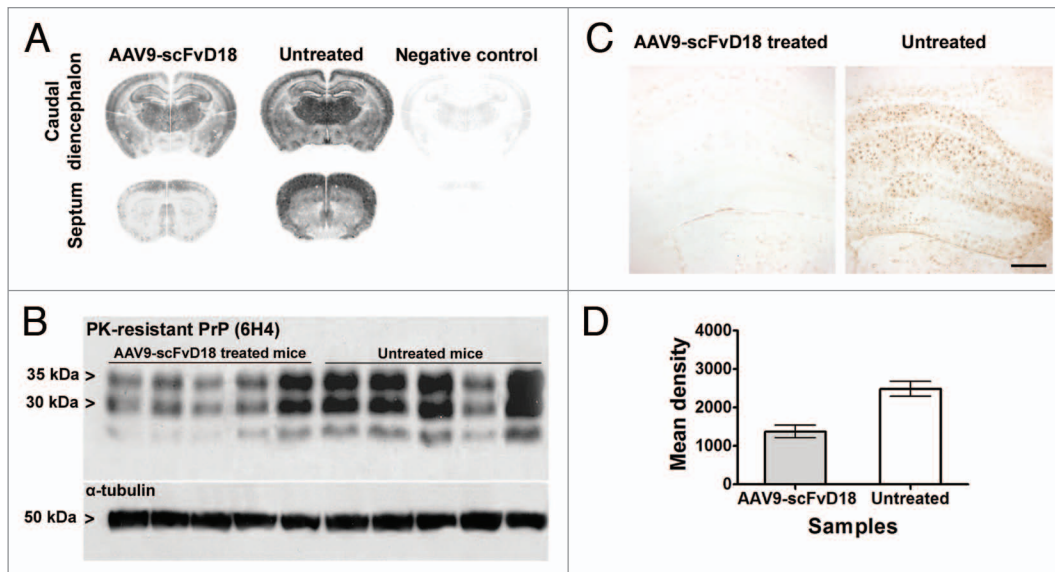 A
AAV9-scFvD18 Untreated Negative control
Caudal
diencephalon
Septum
B
PK-resistant PrP (6H4)
AAV9-scFvD18 treated mice Untreated mice
35 kDa >
30 kDa >
α-tubulin
50 kDa >
C
AAV9-scFvD18 treated Untreated
D
Mean density
4000
3000
2000
1000
0
AAV9-scFvD18 Untreated
Samples